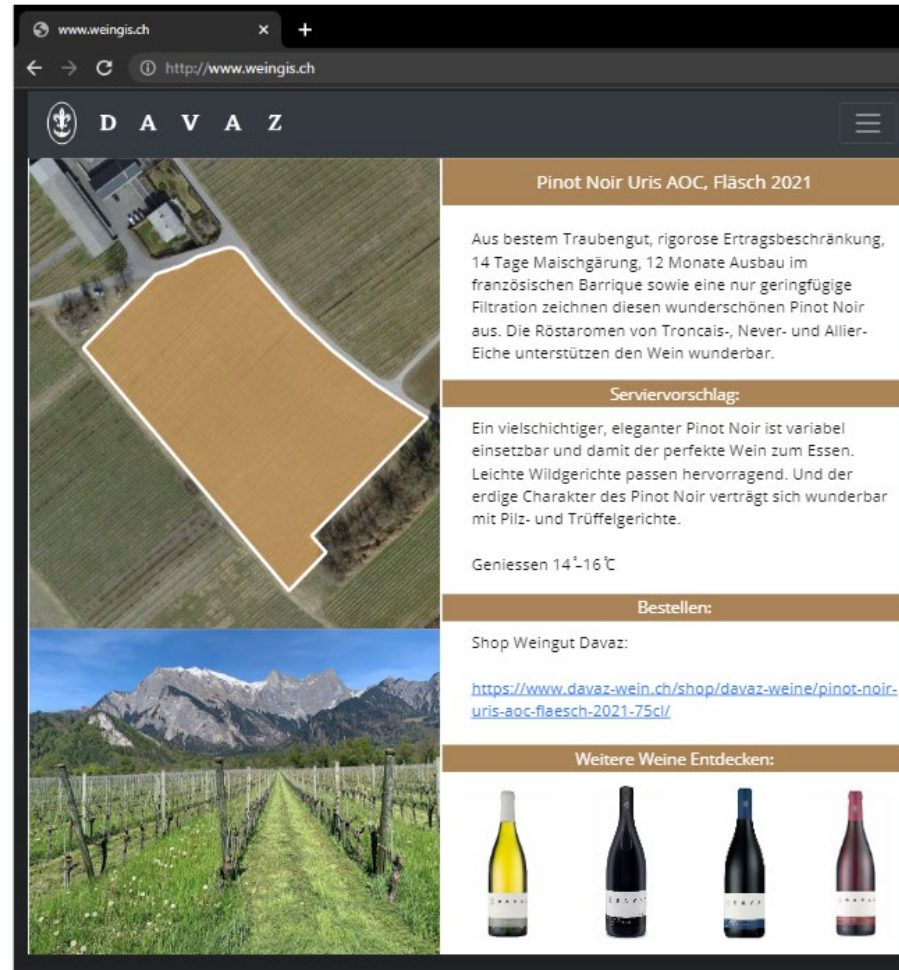 www.weingis.ch
http://www.weingis.ch
DAVAZ
Pinot Noir Uris AOC, Fläsch 2021
Aus bestem Traubengut, rigorose Ertragsbeschränkung,
14 Tage Maischgärung, 12 Monate Ausbau im
französischen Barrique sowie eine nur geringfügige
Filtration zeichnen diesen wunderschönen Pinot Noir
aus. Die Röstaromen von Troncais-, Never- und Allier-
Eiche unterstützen den Wein wunderbar.
Serviervorschlag:
Ein vielschichtiger, eleganter Pinot Noir ist variabel
einsetzbar und damit der perfekte Wein zum Essen.
Leichte Wildgerichte passen hervorragend. Und der
erdige Charakter des Pinot Noir verträgt sich wunderbar
mit Pilz- und Trüffelgerichte.
Geniessen 14°–16°C
Bestellen:
Shop Weingut Davaz:
https://www.davaz-wein.ch/shop/davaz-weine/pinot-noir-
uris-aoc-flaesch-2021-75cl/
Weitere Weine Entdecken: